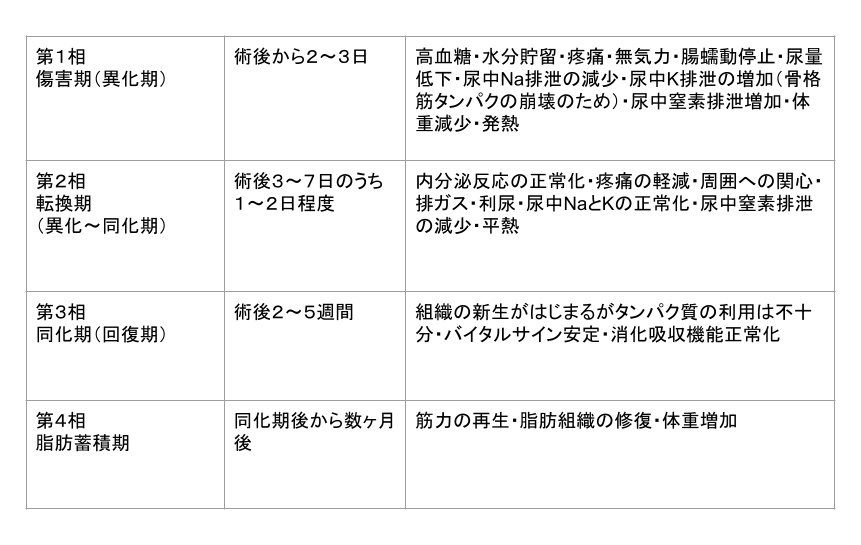 第１相
傷害期（異化期）
術後から２～３日
高血糖・水分貯留・疼痛・無気力・腸蠕動停止・尿量
低下・尿中Na排泄の減少・尿中K排泄の増加（骨格
筋タンパクの崩壊のため）・尿中窒素排泄増加・体
重減少・発熱
第２相
転換期
（異化～同化期）
術後３～７日のうち
１～２日程度
内分泌反応の正常化・疼痛の軽減・周囲への関心・
排ガス・利尿・尿中NaとKの正常化・尿中窒素排泄
の減少・平熱
第３相
同化期（回復期）
術後２～５週間
組織の新生がはじまるがタンパク質の利用は不十
分・バイタルサイン安定・消化吸収機能正常化
第４相
脂肪蓄積期
同化期後から数ヶ月
後
筋力の再生・脂肪組織の修復・体重増加